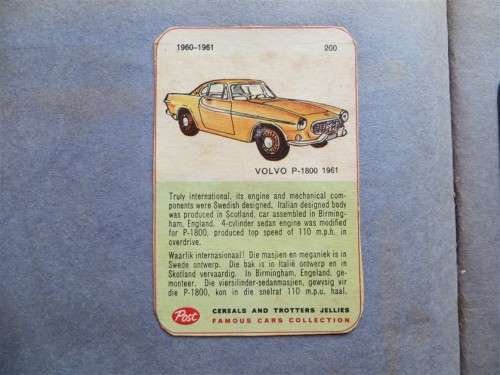 1960-1961 200
VOLVO P-1800 1961
Truly international, its engine and mechanical com-
ponents were Swedish designed, Italian designed body
was produced in Scotland, car assembled in Birming-
ham, England. 4-cylinder sedan engine was modified
for P-1800, produced top speed of 110 m.p.h. in
overdrive.
Waarlik internasionaal! Die masjien en meganiek is in
Swede ontwerp. Die bak is in Italië ontwerp en in
Skotland vervaardig. In Birmingham, Engeland, ge-
monteer. Die viersilinder-sedanmasjien, gewysig vir
die P-1800, kon in die snelrat 110 m.p.u. haal.
Post CEREALS AND TROTTERS JELLIES
FAMOUS CARS COLLECTION